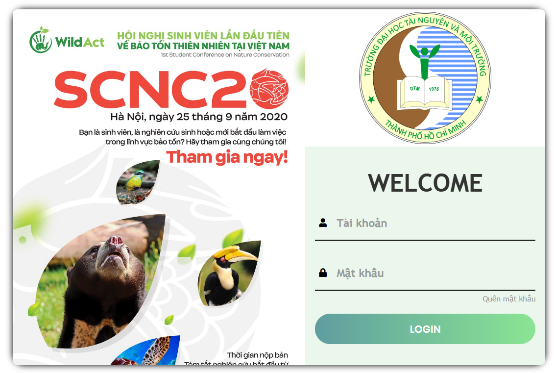 WildAct
HỘI NGHỊ SINH VIÊN LẦN ĐẦU TIÊN
VỀ BẢO TỒN THIÊN NHIÊN TẠI VIỆT NAM
1st Student Conference on Nature Conservation
SCNC20
Hà Nội, ngày 25 tháng 9 năm 2020
Bạn là sinh viên, là nghiên cứu sinh hoặc mới bắt đầu làm việc
trong lĩnh vực bảo tồn? Hãy tham gia cùng chúng tôi!
Tham gia ngay!
Thời gian nộp bản
Tóm tắt nghiên cứu bắt đầu từ
TRƯỜNG ĐẠI HỌC TÀI NGUYÊN VÀ MÔI TRƯỜNG
1976
THÀNH PHỐ HỒ CHÍ MINH
WELCOME
Tài khoản
Mật khẩu
Quên mật khẩu
LOGIN